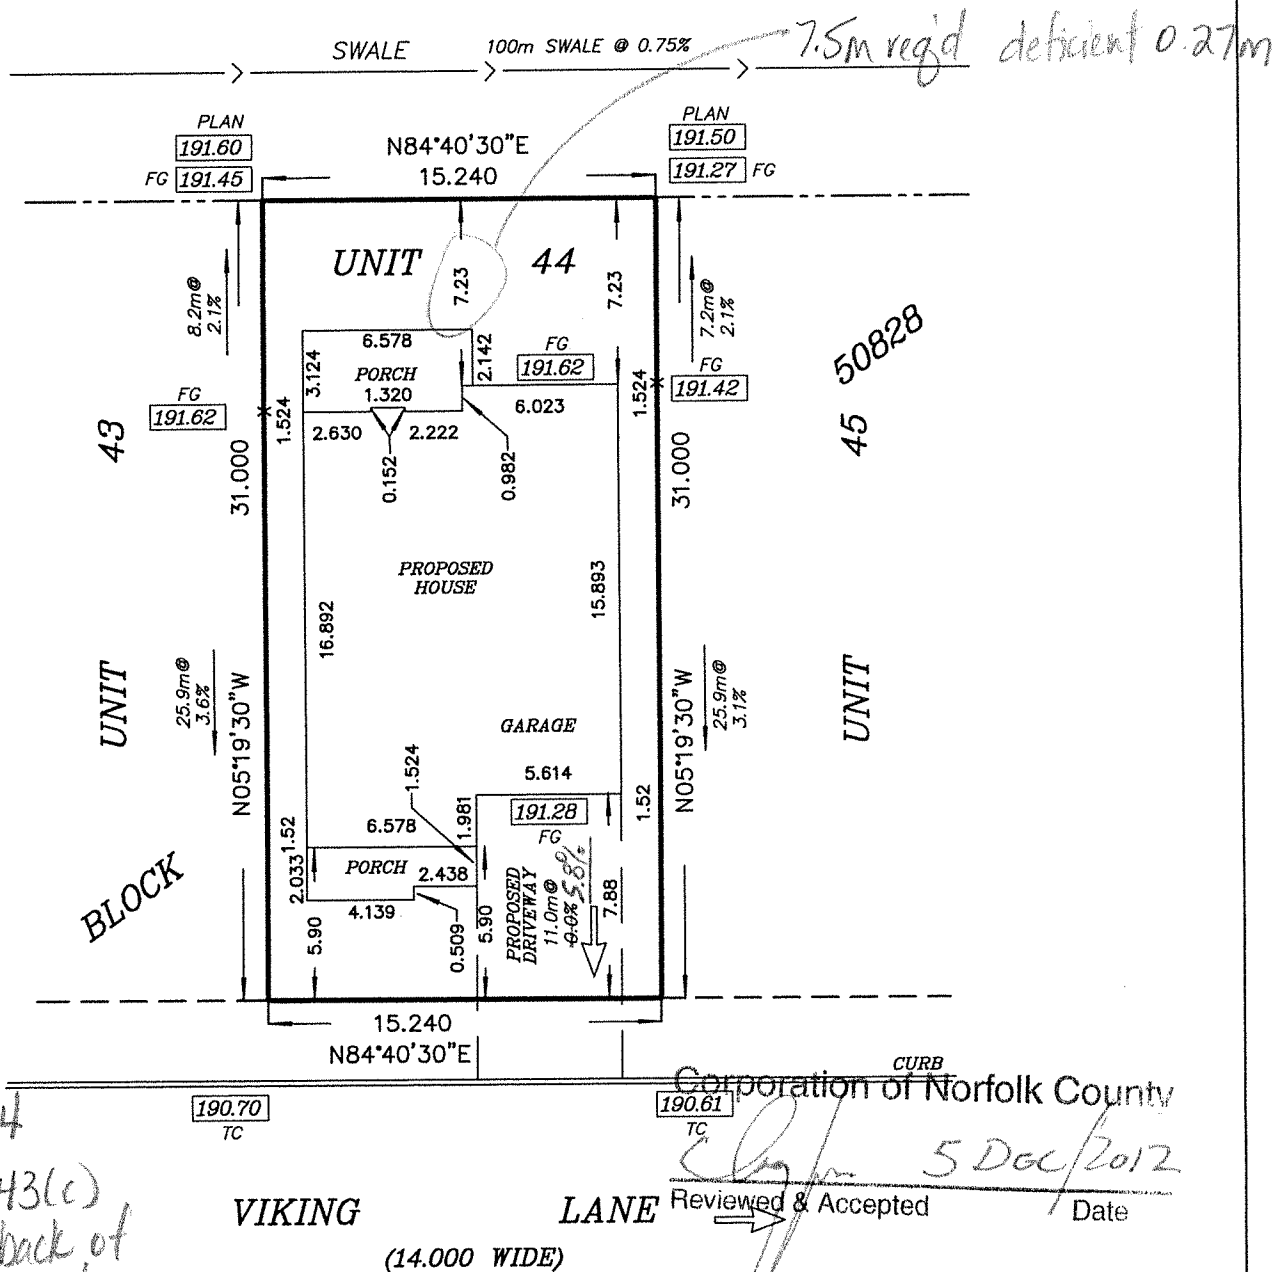 7.5m req'd deficient 0.27m
SWALE
100m SWALE @ 0.75%
PLAN
191.60
FG 191.45
N84°40'30"E
15.240
PLAN
191.50
191.27 FG
UNIT 44
7.23
7.23
8.2m@
2.1%
7.2m@
2.1%
50828
6.578
3.124
PORCH
1.320
2.142
FG
191.62
FG
191.62
FG
191.42
1.524
1.524
6.023
2.630
2.222
0.152
0.982
43
45
31.000
31.000
PROPOSED
HOUSE
15.893
16.892
UNIT
UNIT
25.9m@
3.6%
N05°19'30"W
25.9m@
3.1%
N05°19'30"W
GARAGE
5.614
1.524
191.28
FG
1.981
6.578
1.52
1.52
PORCH
2.438
2.033
4.139
5.90
0.509
5.90
PROPOSED
DRIVEWAY
11.0m@
0.0% 5.8%
7.88
BLOCK
15.240
N84°40'30"E
CURB
Corporation of Norfolk County
190.70
TC
190.61
TC
4
5 DEC/2012
43(c)
Reviewed & Accepted
Date
back of
VIKING LANE
(14.000 WIDE)